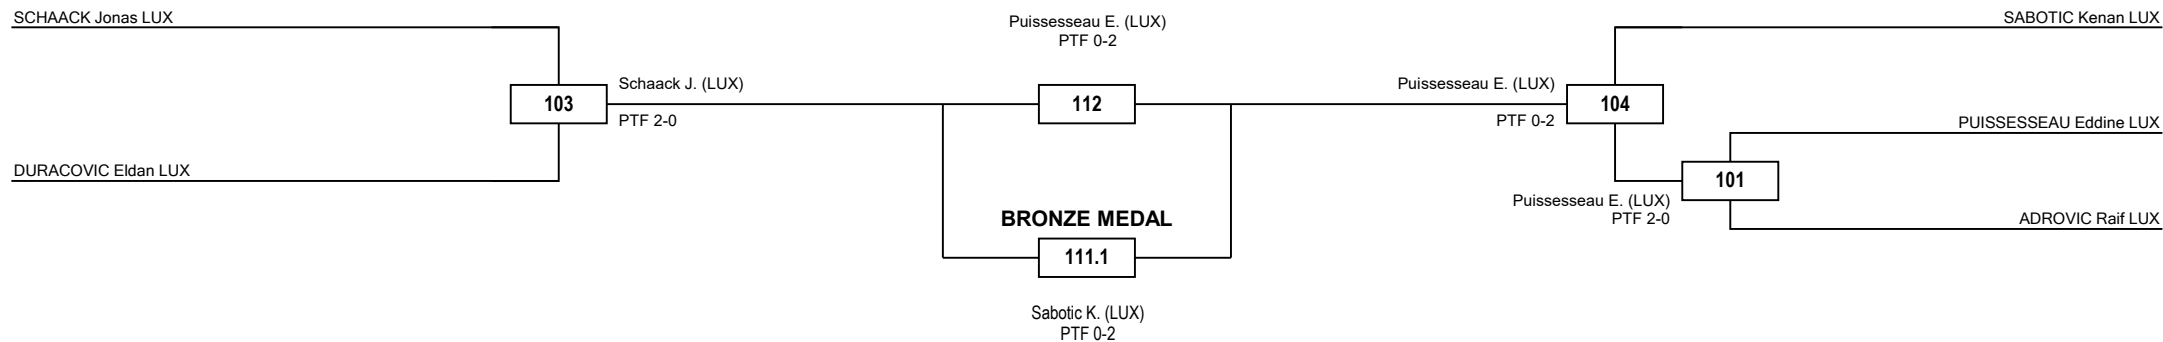 SCHAACK Jonas LUX
DURACOVIC Eldan LUX
103
Schaack J. (LUX)
PTF 2-0
Puissesseau E. (LUX)
PTF 0-2
112
BRONZE MEDAL
111.1
Sabotic K. (LUX)
PTF 0-2
Puissesseau E. (LUX)
PTF 0-2
104
SABOTIC Kenan LUX
PUISSESSEAU Eddine LUX
101
Puissesseau E. (LUX)
PTF 2-0
ADROVIC Raif LUX